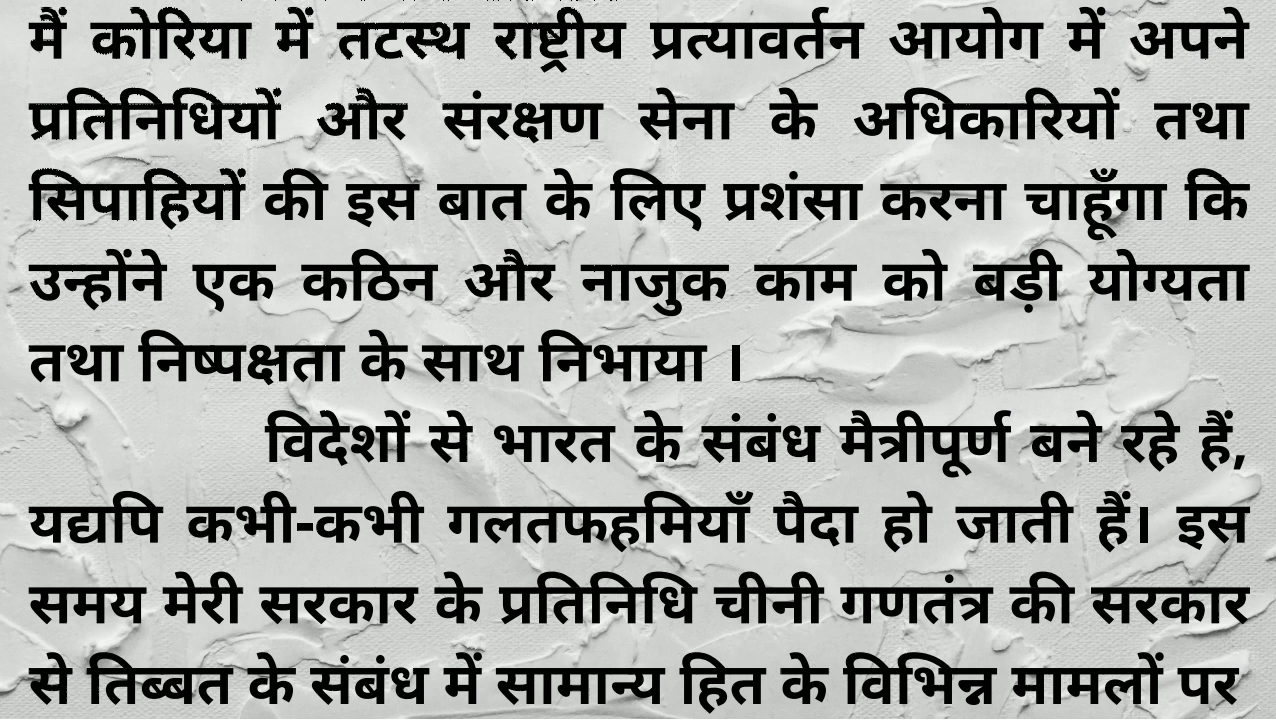 मैं कोरिया में तटस्थ राष्ट्रीय प्रत्यावर्तन आयोग में अपने
प्रतिनिधियों और संरक्षण सेना के अधिकारियों तथा
सिपाहियों की इस बात के लिए प्रशंसा करना चाहूँगा कि
उन्होंने एक कठिन और नाजुक काम को बड़ी योग्यता
तथा निष्पक्षता के साथ निभाया ।
विदेशों से भारत के संबंध मैत्रीपूर्ण बने रहे हैं,
यद्यपि कभी-कभी गलतफहमियाँ पैदा हो जाती हैं। इस
समय मेरी सरकार के प्रतिनिधि चीनी गणतंत्र की सरकार
से तिब्बत के संबंध में सामान्य हित के विभिन्न मामलों पर